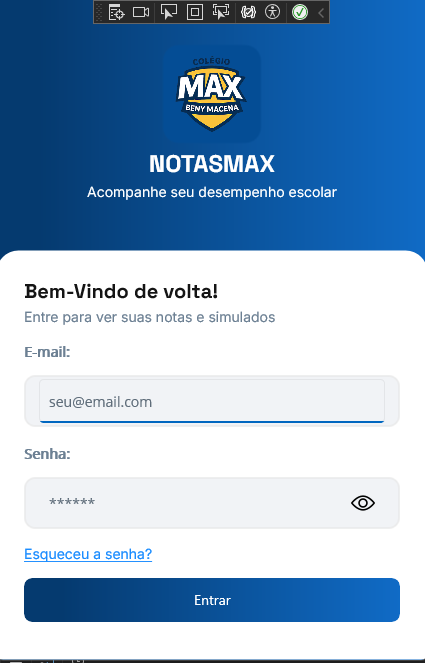 COLÉGIO
MAX
BENY MACENA
NOTASMAX
Acompanhe seu desempenho escolar
Bem-Vindo de volta!
Entre para ver suas notas e simulados
E-mail:
seu@email.com
Senha:
******
Esqueceu a senha?
Entrar